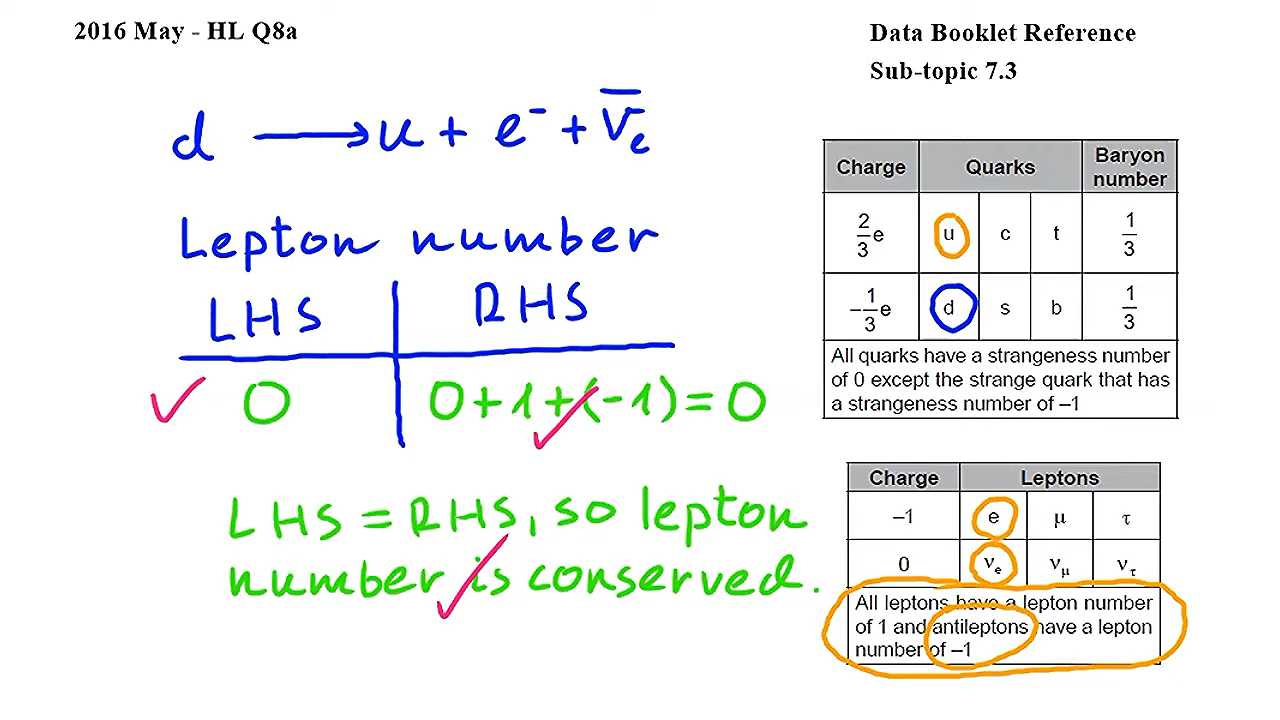 2016 May - HL Q8a
d ⟶ u + e⁻ + ν̅ₑ
Lepton number
LHS | RHS
✓ 0 | 0+1+(-1)=0
LHS = RHS, so lepton
number is conserved.
Data Booklet Reference
Sub-topic 7.3
Charge Quarks Baryon number
2/3 e u c t 1/3
-1/3 e d s b 1/3
All quarks have a strangeness number
of 0 except the strange quark that has
a strangeness number of –1
Charge Leptons
–1 e μ τ
0 νₑ ν_μ ν_τ
All leptons have a lepton number
of 1 and antileptons have a lepton
number of –1